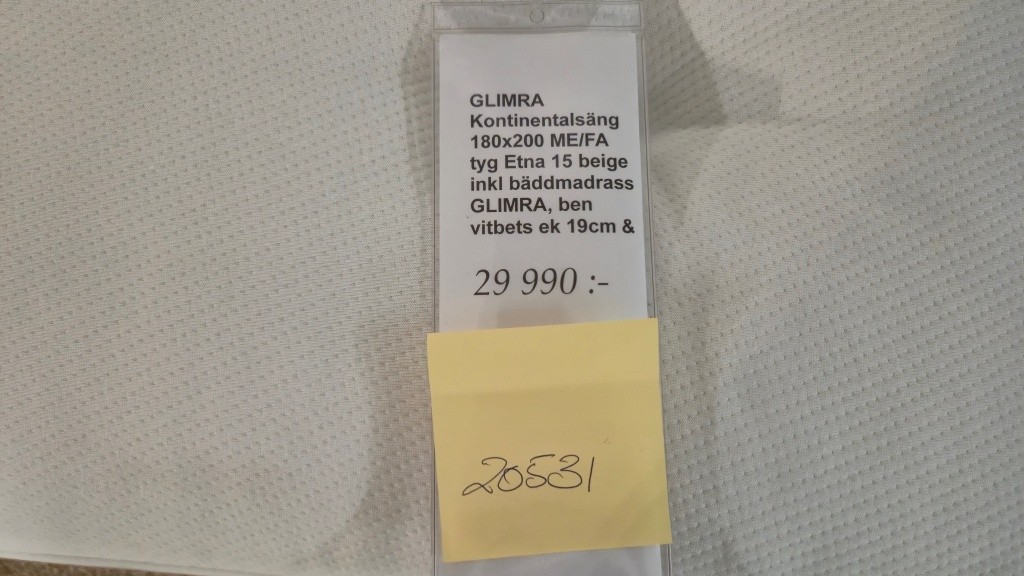 GLIMRA
Kontinentalsäng
180x200 ME/FA
tyg Etna 15 beige
inkl bäddmadrass
GLIMRA, ben
vitbets ek 19cm &
29 990 :-
20531